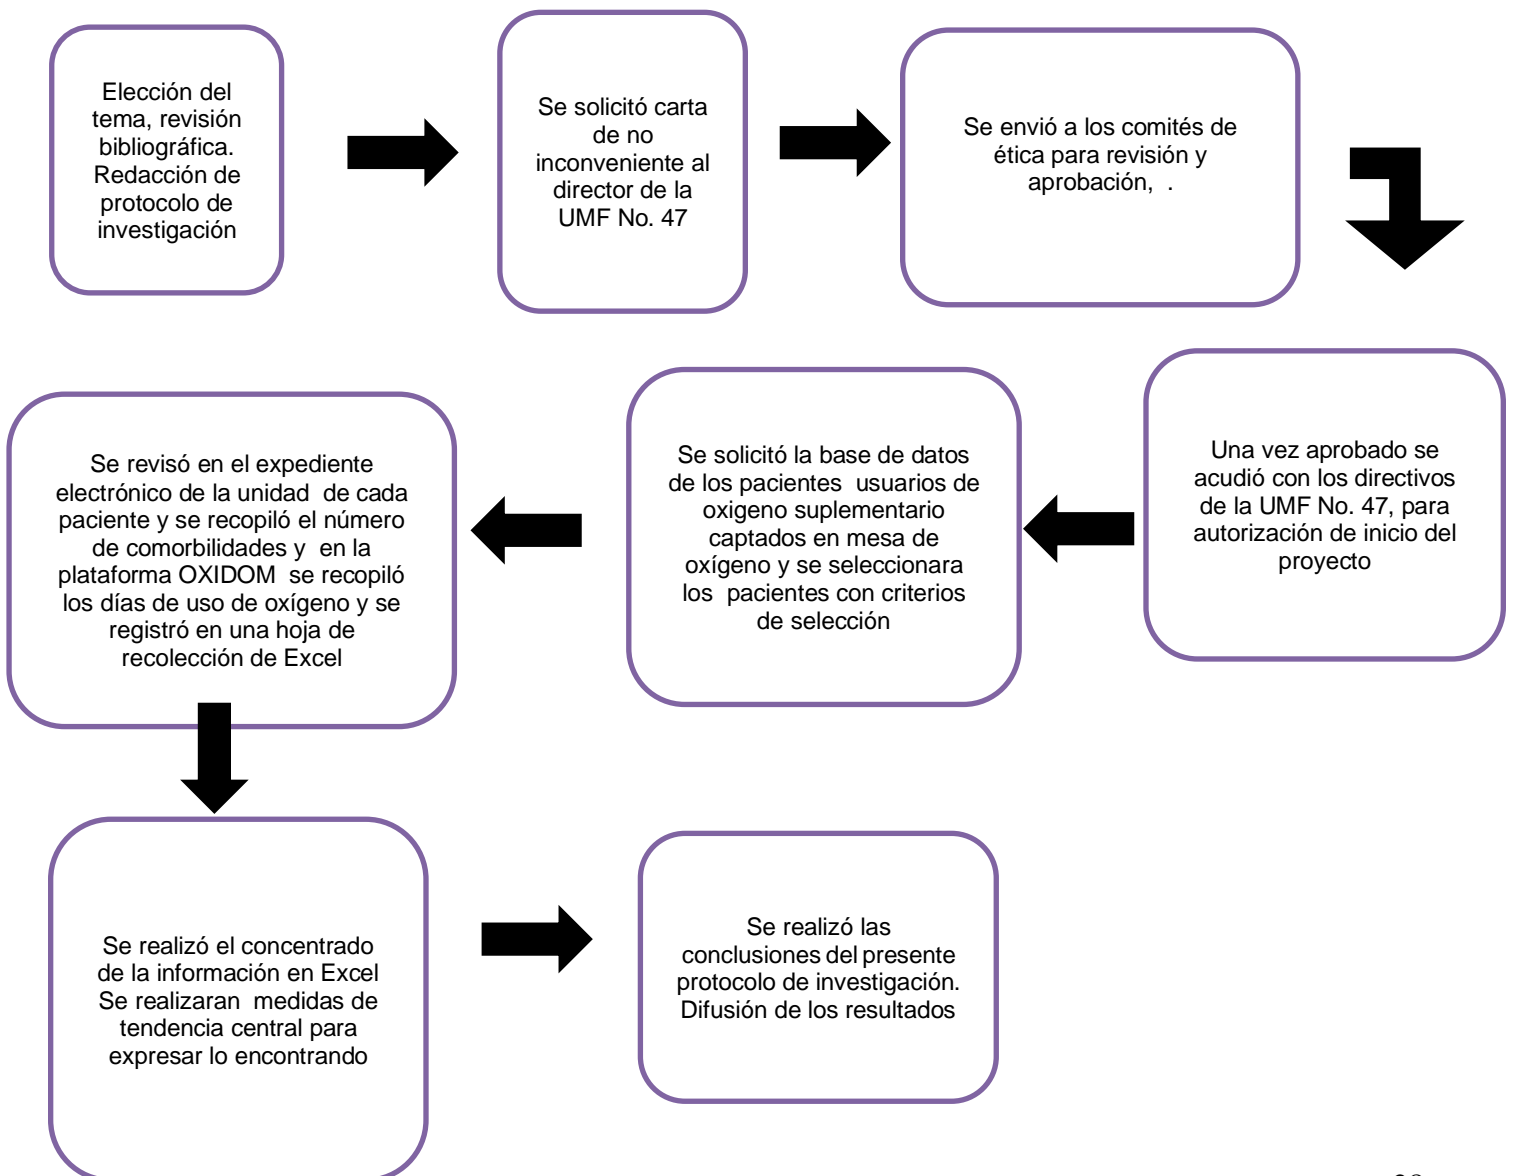 Elección del
tema, revisión
bibliográfica.
Redacción de
protocolo de
investigación
Se solicitó carta
de no
inconveniente al
director de la
UMF No. 47
Se envió a los comités de
ética para revisión y
aprobación, .
Una vez aprobado se
acudió con los directivos
de la UMF No. 47, para
autorización de inicio del
proyecto
Se solicitó la base de datos
de los pacientes usuarios de
oxigeno suplementario
captados en mesa de
oxígeno y se seleccionara
los pacientes con criterios
de selección
Se revisó en el expediente
electrónico de la unidad de cada
paciente y se recopiló el número
de comorbilidades y en la
plataforma OXIDOM se recopiló
los días de uso de oxígeno y se
registró en una hoja de
recolección de Excel
Se realizó el concentrado
de la información en Excel
Se realizaran medidas de
tendencia central para
expresar lo encontrando
Se realizó las
conclusiones del presente
protocolo de investigación.
Difusión de los resultados